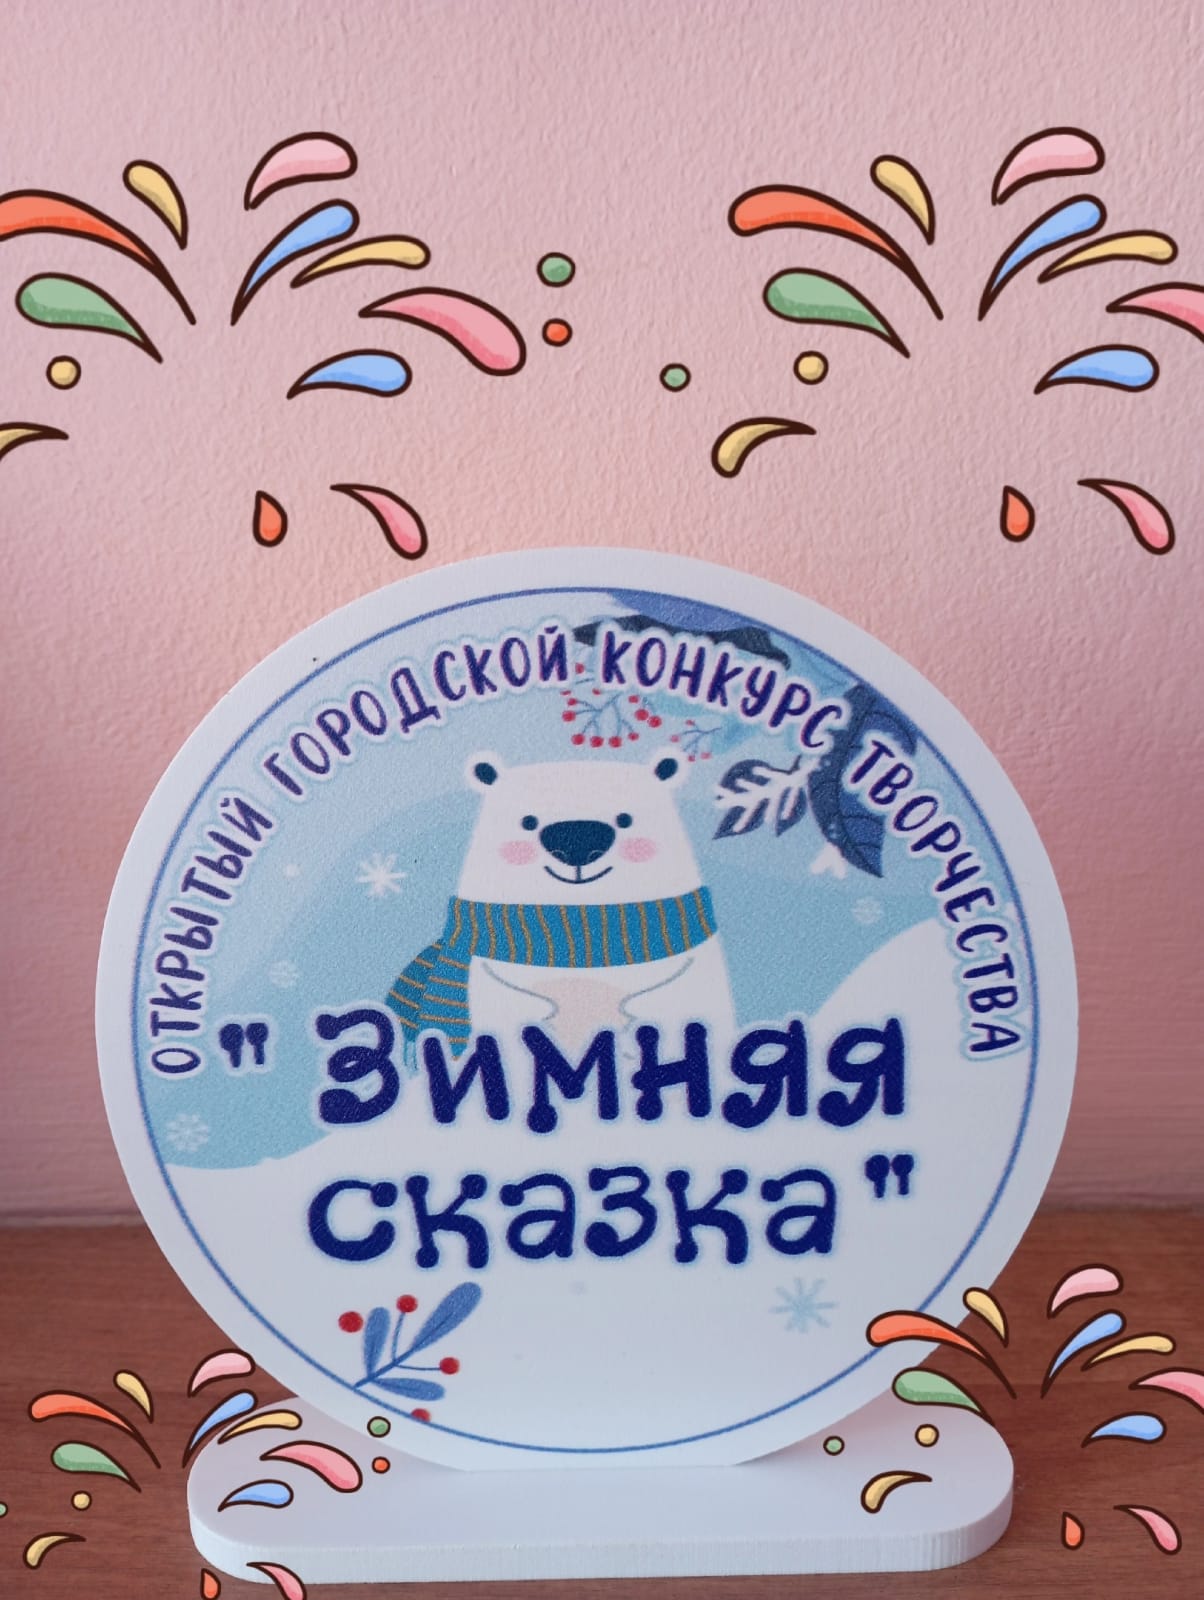 ОТКРЫТЫЙ ГОРОДСКОЙ КОНКУРС ТВОРЧЕСТВА
"Зимняя
сказка"